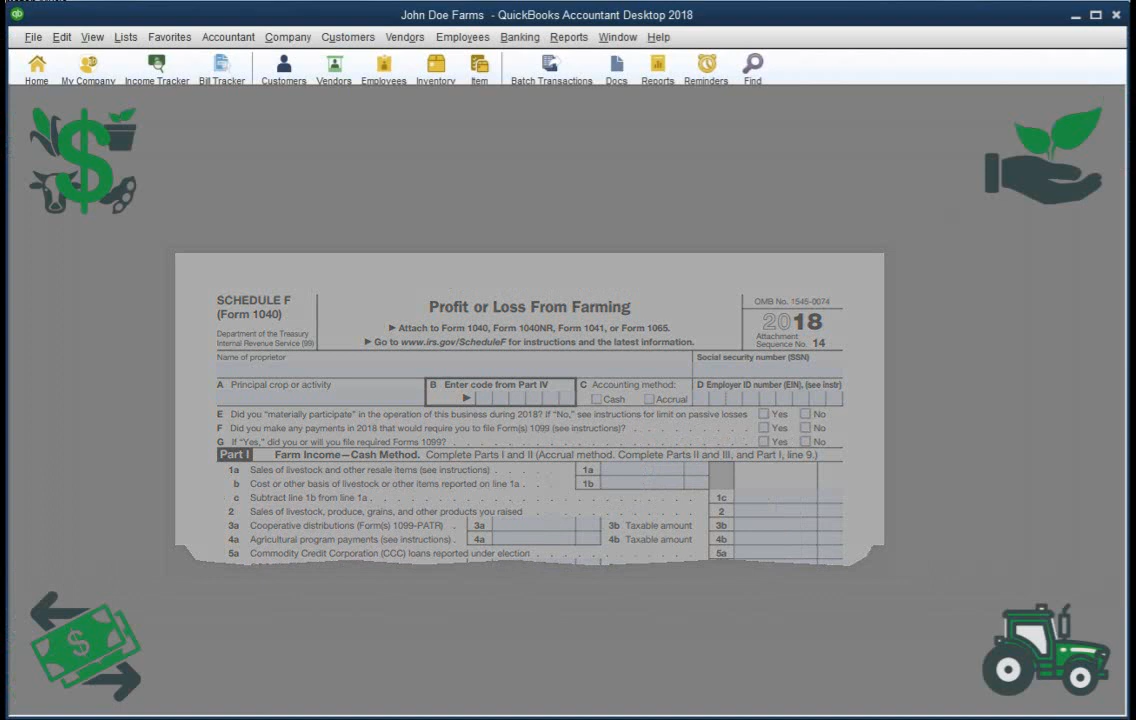 John Doe Farms - QuickBooks Accountant Desktop 2018
File Edit View Lists Favorites Accountant Company Customers Vendors Employees Banking Reports Window Help
Home My Company Income Tracker Bill Tracker Customers Vendors Employees Inventory Item Batch Transactions Docs Reports Reminders Find
SCHEDULE F
(Form 1040)
Department of the Treasury
Internal Revenue Service (99)
Profit or Loss From Farming
▶ Attach to Form 1040, Form 1040NR, Form 1041, or Form 1065.
▶ Go to www.irs.gov/ScheduleF for instructions and the latest information.
OMB No. 1545-0074
2018
Attachment
Sequence No. 14
Name of proprietor Social security number (SSN)
A Principal crop or activity B Enter code from Part IV ▶ C Accounting method: Cash Accrual D Employer ID number (EIN), (see instr)
E Did you "materially participate" in the operation of this business during 2018? If "No," see instructions for limit on passive losses Yes No
F Did you make any payments in 2018 that would require you to file Form(s) 1099 (see instructions)? Yes No
G If "Yes," did you or will you file required Forms 1099? Yes No
Part I Farm Income—Cash Method. Complete Parts I and II (Accrual method. Complete Parts II and III, and Part I, line 9.)
1a Sales of livestock and other resale items (see instructions) 1a
b Cost or other basis of livestock or other items reported on line 1a 1b
c Subtract line 1b from line 1a 1c
2 Sales of livestock, produce, grains, and other products you raised 2
3a Cooperative distributions (Form(s) 1099-PATR) 3a 3b Taxable amount 3b
4a Agricultural program payments (see instructions) 4a 4b Taxable amount 4b
5a Commodity Credit Corporation (CCC) loans reported under election 5a